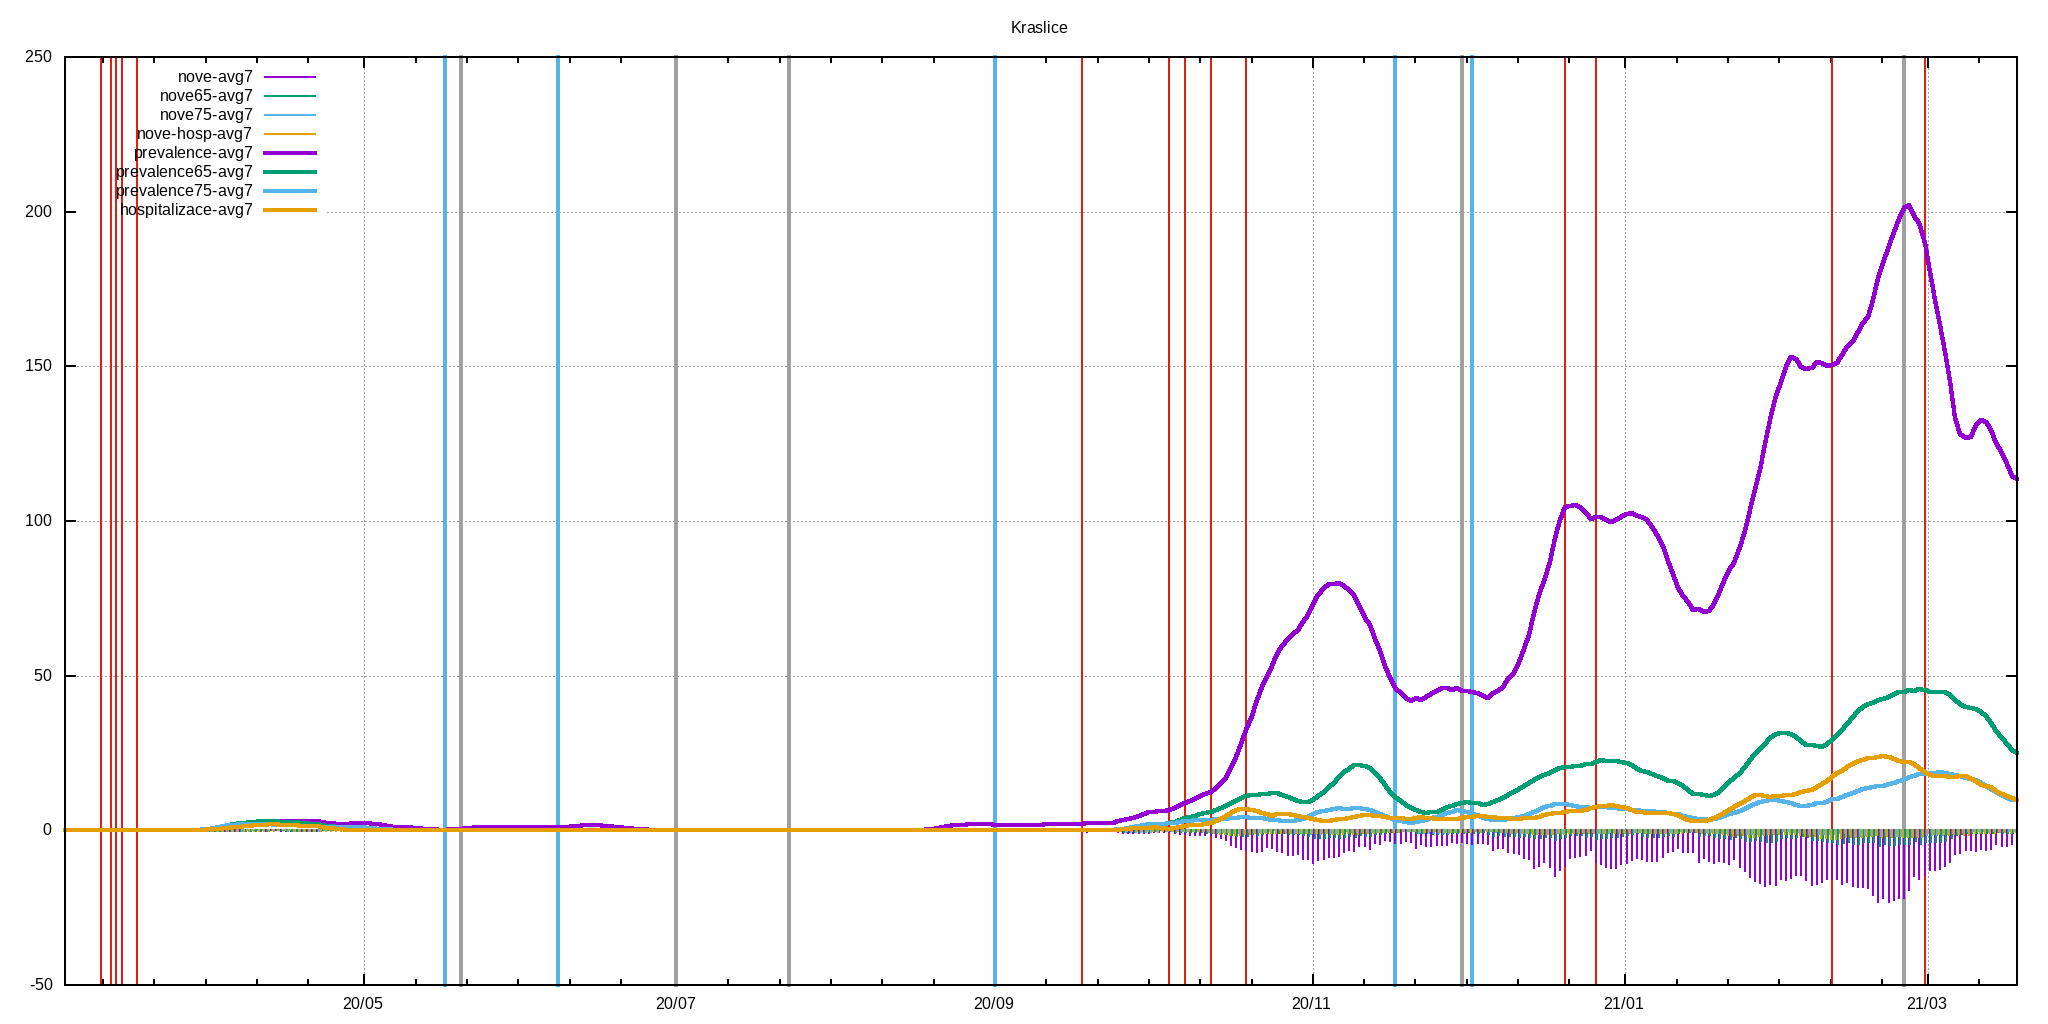 Kraslice
250
200
150
100
50
0
-50
nove-avg7
nove65-avg7
nove75-avg7
nove-hosp-avg7
prevalence-avg7
prevalence65-avg7
prevalence75-avg7
hospitalizace-avg7
20/05
20/07
20/09
20/11
21/01
21/03